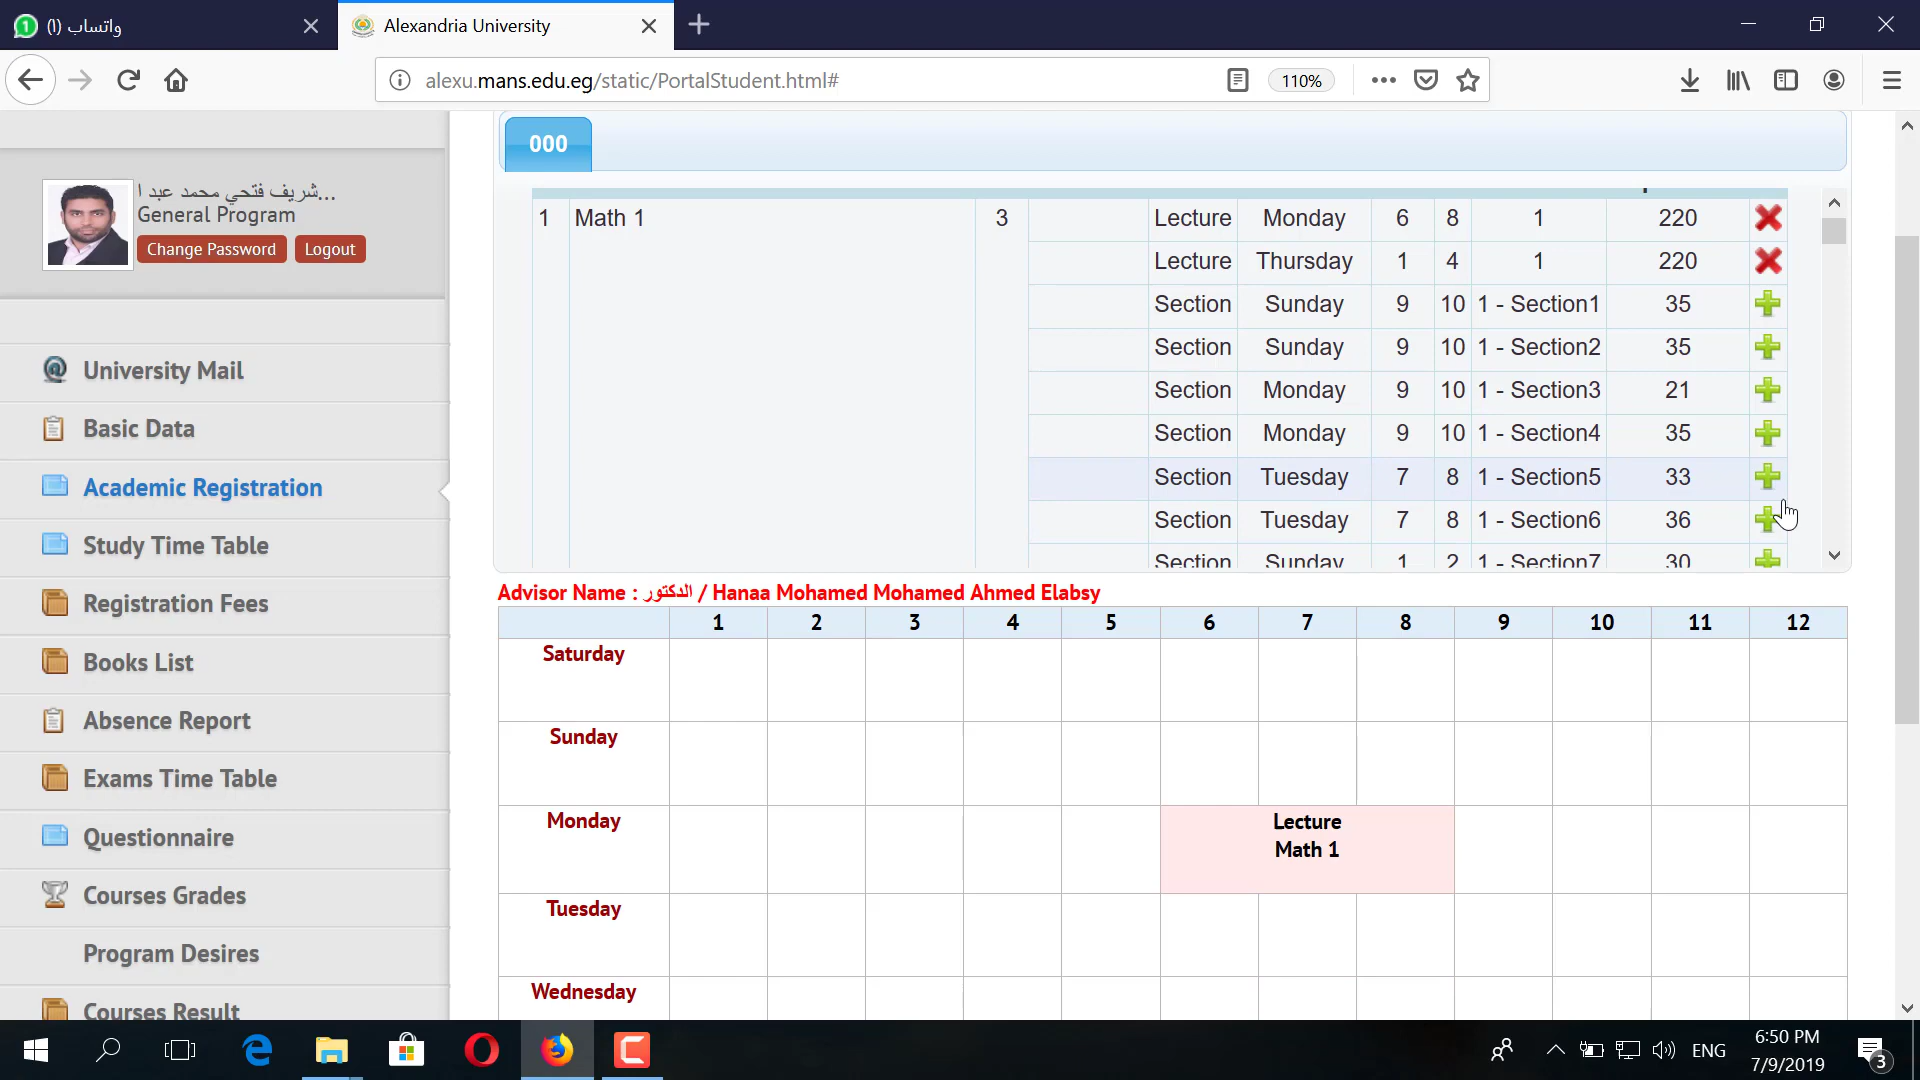 واتساب (۱)
Alexandria University
alexu.mans.edu.eg/static/PortalStudent.html#
110%
000
شريف فتحي محمد عبد ا...
General Program
Change Password Logout
University Mail
Basic Data
Academic Registration
Study Time Table
Registration Fees
Books List
Absence Report
Exams Time Table
Questionnaire
Courses Grades
Program Desires
Courses Result
1 Math 1 3 Lecture Monday 6 8 1 220
Lecture Thursday 1 4 1 220
Section Sunday 9 10 1 - Section1 35
Section Sunday 9 10 1 - Section2 35
Section Monday 9 10 1 - Section3 21
Section Monday 9 10 1 - Section4 35
Section Tuesday 7 8 1 - Section5 33
Section Tuesday 7 8 1 - Section6 36
Section Sunday 1 2 1 - Section7 30
Advisor Name : الدكتور / Hanaa Mohamed Mohamed Ahmed Elabsy
1 2 3 4 5 6 7 8 9 10 11 12
Saturday
Sunday
Monday
Lecture
Math 1
Tuesday
Wednesday
ENG
6:50 PM
7/9/2019
3